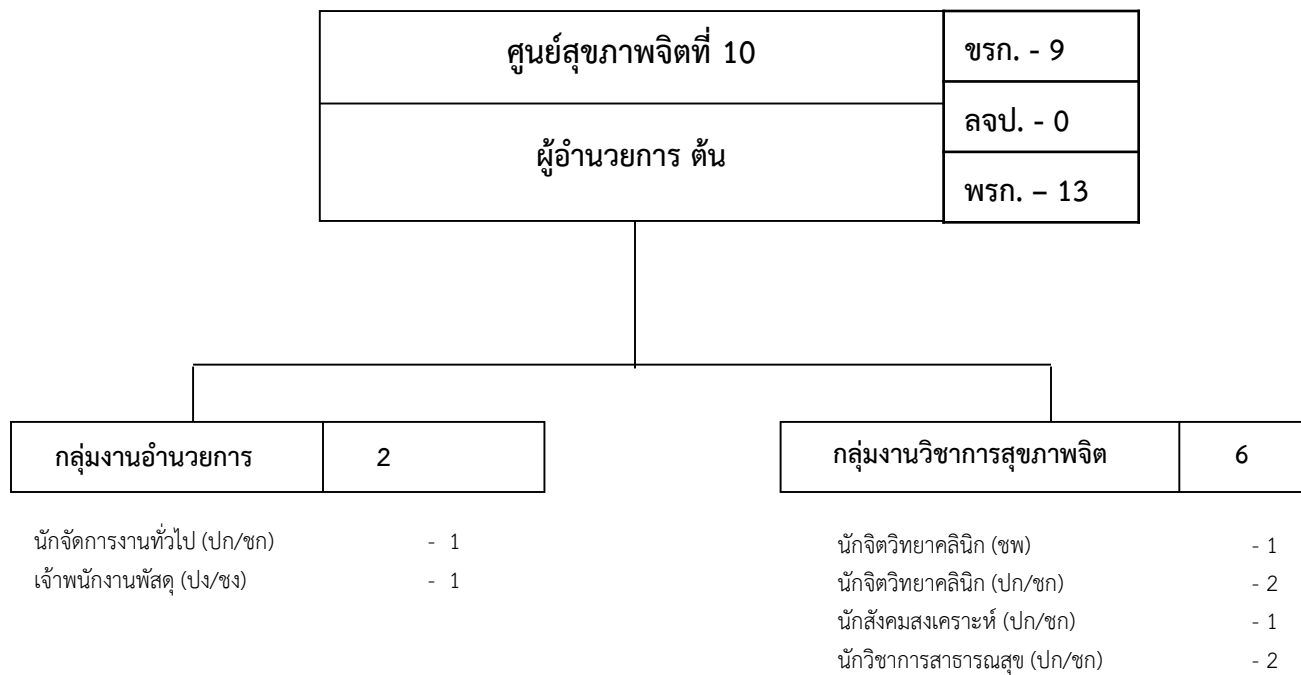 ศูนย์สุขภาพจิตที่ 10
ขรก. - 9
ผู้อำนวยการ ต้น
ลจป. - 0
พรก. – 13
กลุ่มงานอำนวยการ 2
นักจัดการงานทั่วไป (ปก/ชก) - 1
เจ้าพนักงานพัสดุ (ปง/ชง) - 1
กลุ่มงานวิชาการสุขภาพจิต 6
นักจิตวิทยาคลินิก (ชพ) - 1
นักจิตวิทยาคลินิก (ปก/ชก) - 2
นักสังคมสงเคราะห์ (ปก/ชก) - 1
นักวิชาการสาธารณสุข (ปก/ชก) - 2